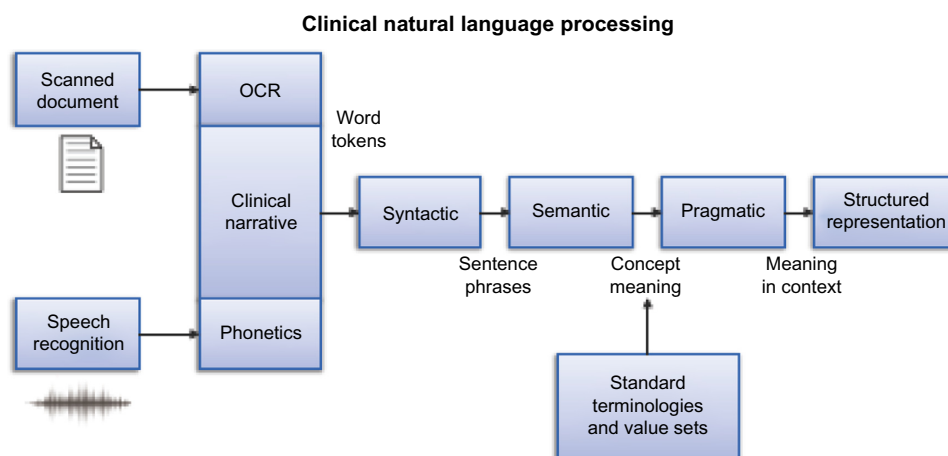 Clinical natural language processing
Scanned
document
OCR
Word
tokens
Clinical
narrative
Syntactic
Semantic
Pragmatic
Structured
representation
Sentence
phrases
Concept
meaning
Meaning
in context
Speech
recognition
Phonetics
Standard
terminologies
and value sets